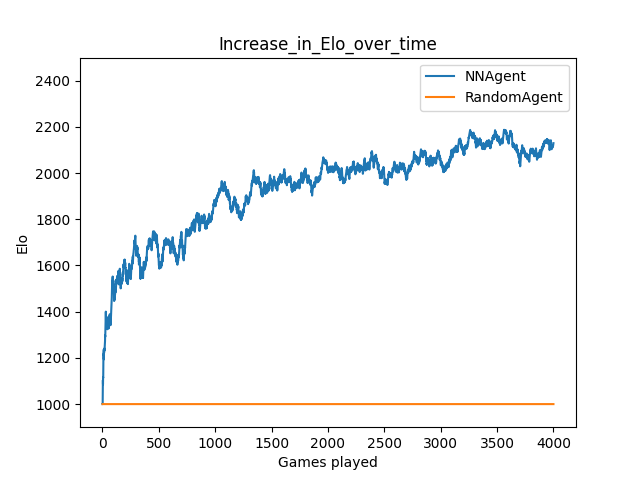 Increase_in_Elo_over_time
NNAgent
RandomAgent
2400
2200
2000
1800
1600
1400
1200
1000
Elo
0 500 1000 1500 2000 2500 3000 3500 4000
Games played